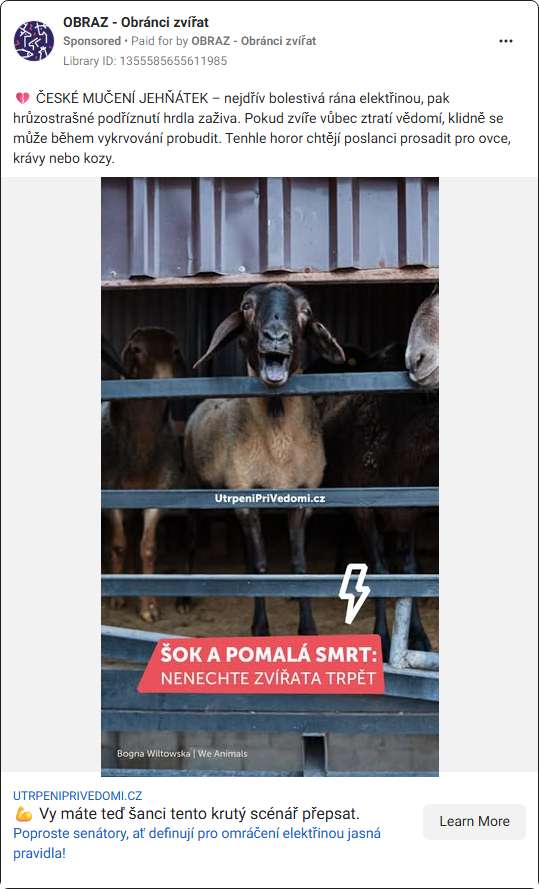 OBRAZ - Obránci zvířat
Sponsored • Paid for by OBRAZ - Obránci zvířat
Library ID: 1355585655611985
💔 ČESKÉ MUČENÍ JEHŇÁTEK – nejdřív bolestivá rána elektřinou, pak
hrůzostrašné podříznutí hrdla zaživa. Pokud zvíře vůbec ztratí vědomí, klidně se
může během vykrvování probudit. Tenhle horor chtějí poslanci prosadit pro ovce,
krávy nebo kozy.
UtrpeniPriVedomi.cz
ŠOK A POMALÁ SMRT:
NENECHTE ZVÍŘATA TRPĚT
Bogna Wiltowska | We Animals
UTRPENIPRIVEDOMI.CZ
💪 Vy máte teď šanci tento krutý scénář přepsat.
Poproste senátory, ať definují pro omráčení elektřinou jasná
pravidla!
Learn More